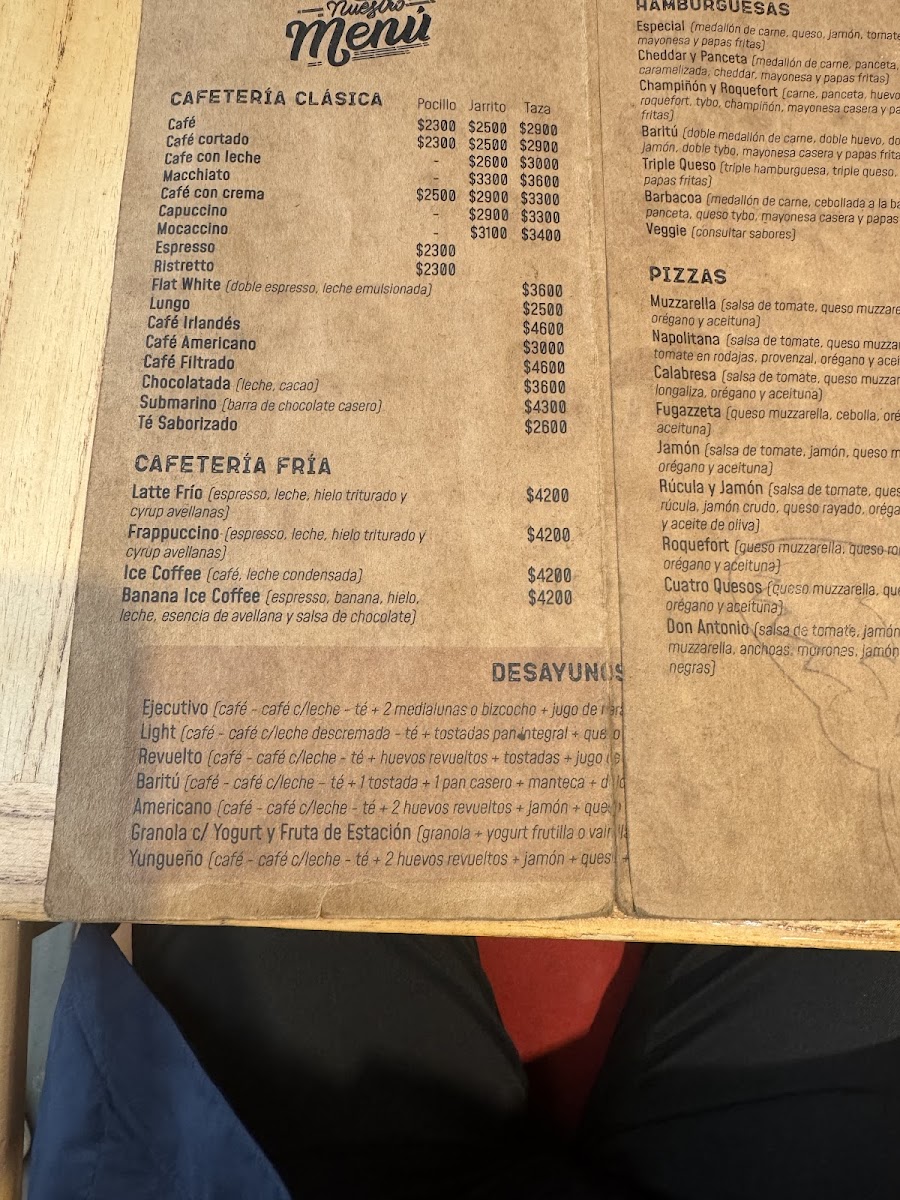 Nuestro
Menú
CAFETERÍA CLÁSICA Pocillo Jarrito Taza
Café $2300 $2500 $2900
Café cortado $2300 $2500 $2900
Cafe con leche - $2600 $3000
Macchiato - $3300 $3600
Café con crema $2500 $2900 $3300
Capuccino - $2900 $3300
Mocaccino - $3100 $3400
Espresso $2300
Ristretto $2300
Flat White (doble espresso, leche emulsionada) $3600
Lungo $2500
Café Irlandés $4600
Café Americano $3000
Café Filtrado $4600
Chocolatada (leche, cacao) $3600
Submarino (barra de chocolate casero) $4300
Té Saborizado $2600
CAFETERÍA FRÍA
Latte Frío (espresso, leche, hielo triturado y $4200
cyrup avellanas)
Frappuccino (espresso, leche, hielo triturado y $4200
cyrup avellanas)
Ice Coffee (café, leche condensada) $4200
Banana Ice Coffee (espresso, banana, hielo, $4200
leche, esencia de avellana y salsa de chocolate)
DESAYUNOS
Ejecutivo (café - café c/leche - té + 2 medialunas o bizcocho + jugo de
Light (café - café c/leche descremada - té + tostadas pan integral +
Revuelto (café - café c/leche - té + huevos revueltos + tostadas + jugo
Baritú (café - café c/leche - té + 1 tostada + 1 pan casero + manteca +
Americano (café - café c/leche - té + 2 huevos revueltos + jamón +
Granola c/ Yogurt y Fruta de Estación (granola + yogurt frutilla o
Yungueño (café - café c/leche - té + 2 huevos revueltos + jamón +
HAMBURGUESAS
Especial (medallón de carne, queso, jamón, tomate
mayonesa y papas fritas)
Cheddar y Panceta (medallón de carne, panceta,
caramelizada, cheddar, mayonesa y papas fritas)
Champiñón y Roquefort (carne, panceta, huevo
roquefort, tybo, champiñón, mayonesa casera y
fritas)
Baritú (doble medallón de carne, doble huevo,
jamón, doble tybo, mayonesa casera y papas
Triple Queso (triple hamburguesa, triple queso,
papas fritas)
Barbacoa (medallón de carne, cebollada a la
panceta, queso tybo, mayonesa casera y papas
Veggie (consultar sabores)
PIZZAS
Muzzarella (salsa de tomate, queso
orégano y aceituna)
Napolitana (salsa de tomate, queso
tomate en rodajas, provenzal, orégano y
Calabresa (salsa de tomate, queso
longaliza, orégano y aceituna)
Fugazzeta (queso muzzarella, cebolla,
aceituna)
Jamón (salsa de tomate, jamón, queso
orégano y aceituna)
Rúcula y Jamón (salsa de tomate,
rúcula, jamón crudo, queso rayado,
y aceite de oliva)
Roquefort (queso muzzarella, queso
orégano y aceituna)
Cuatro Quesos (queso muzzarella,
orégano y aceituna)
Don Antonio (salsa de tomate, jamón
muzzarella, anchoas, morrones, jamón
negras)